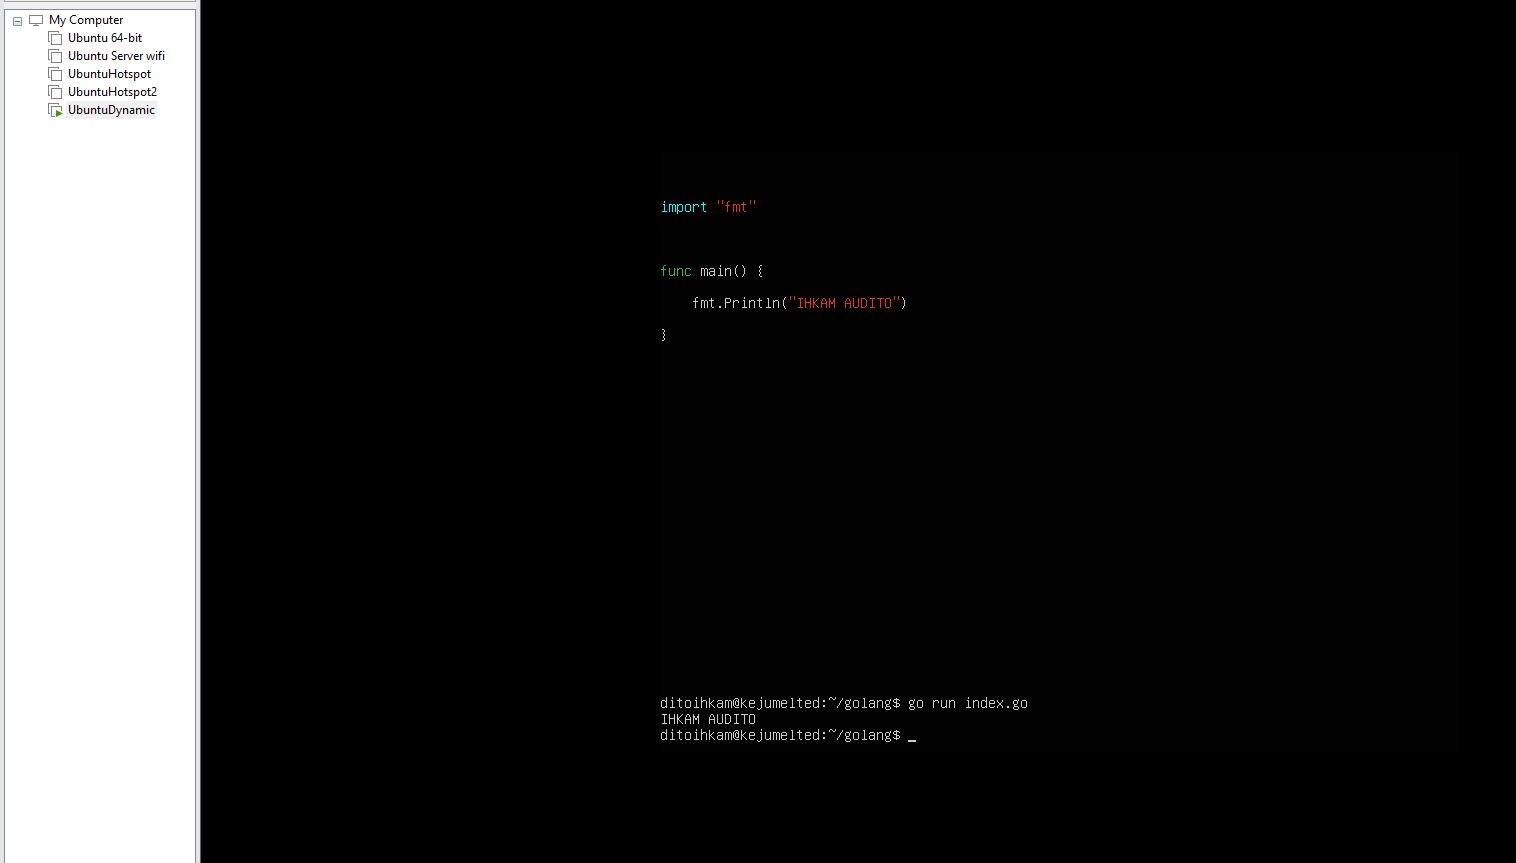 My Computer
Ubuntu 64-bit
Ubuntu Server wifi
UbuntuHotspot
UbuntuHotspot2
UbuntuDynamic
import "fmt"
func main() {
    fmt.Println("IHKAM AUDITO")
}
ditoihkam@kejumelted:~/golang$ go run index.go
IHKAM AUDITO
ditoihkam@kejumelted:~/golang$ _